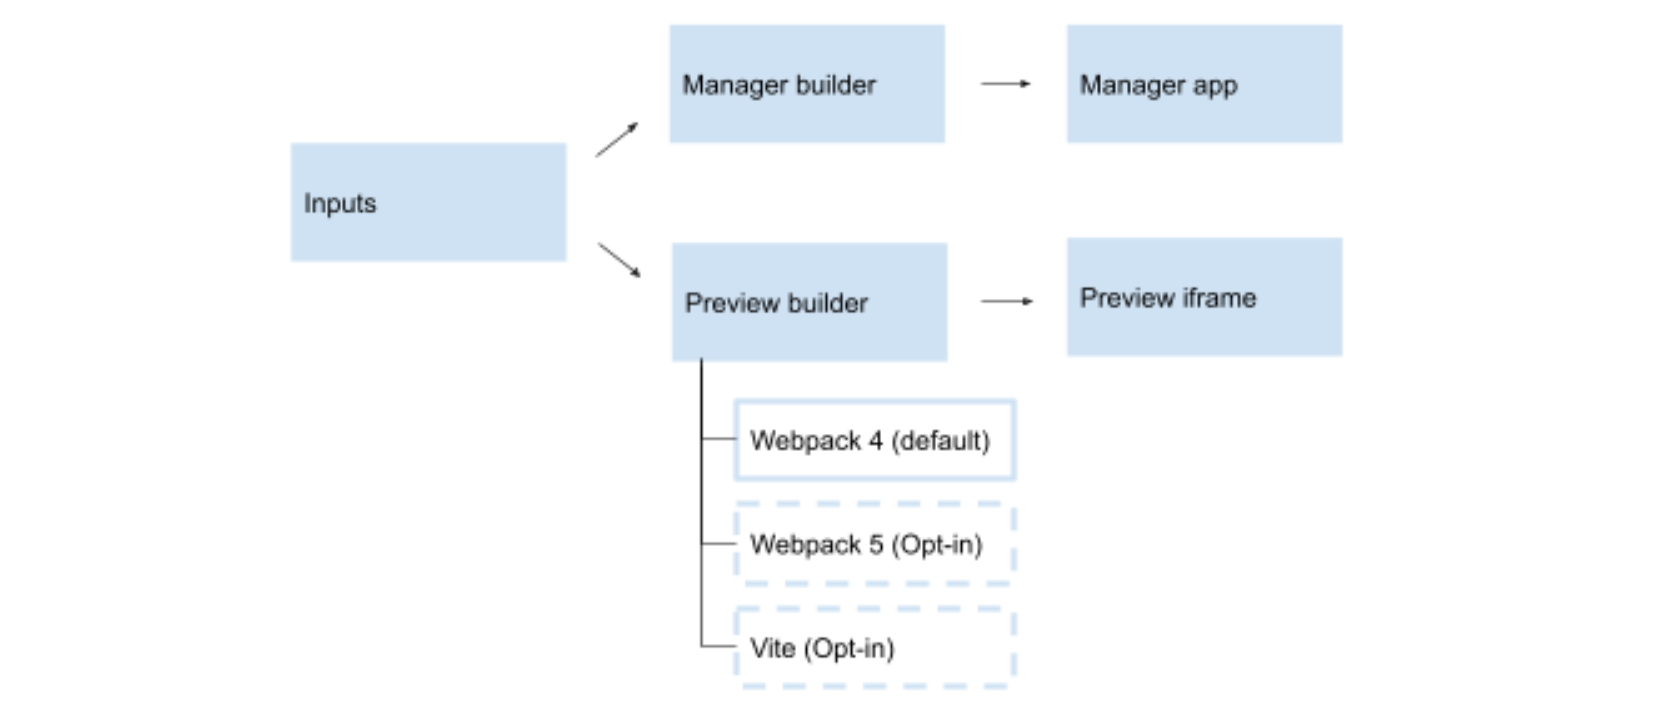 Manager builder
Manager app
Inputs
Preview builder
Preview iframe
Webpack 4 (default)
Webpack 5 (Opt-in)
Vite (Opt-in)